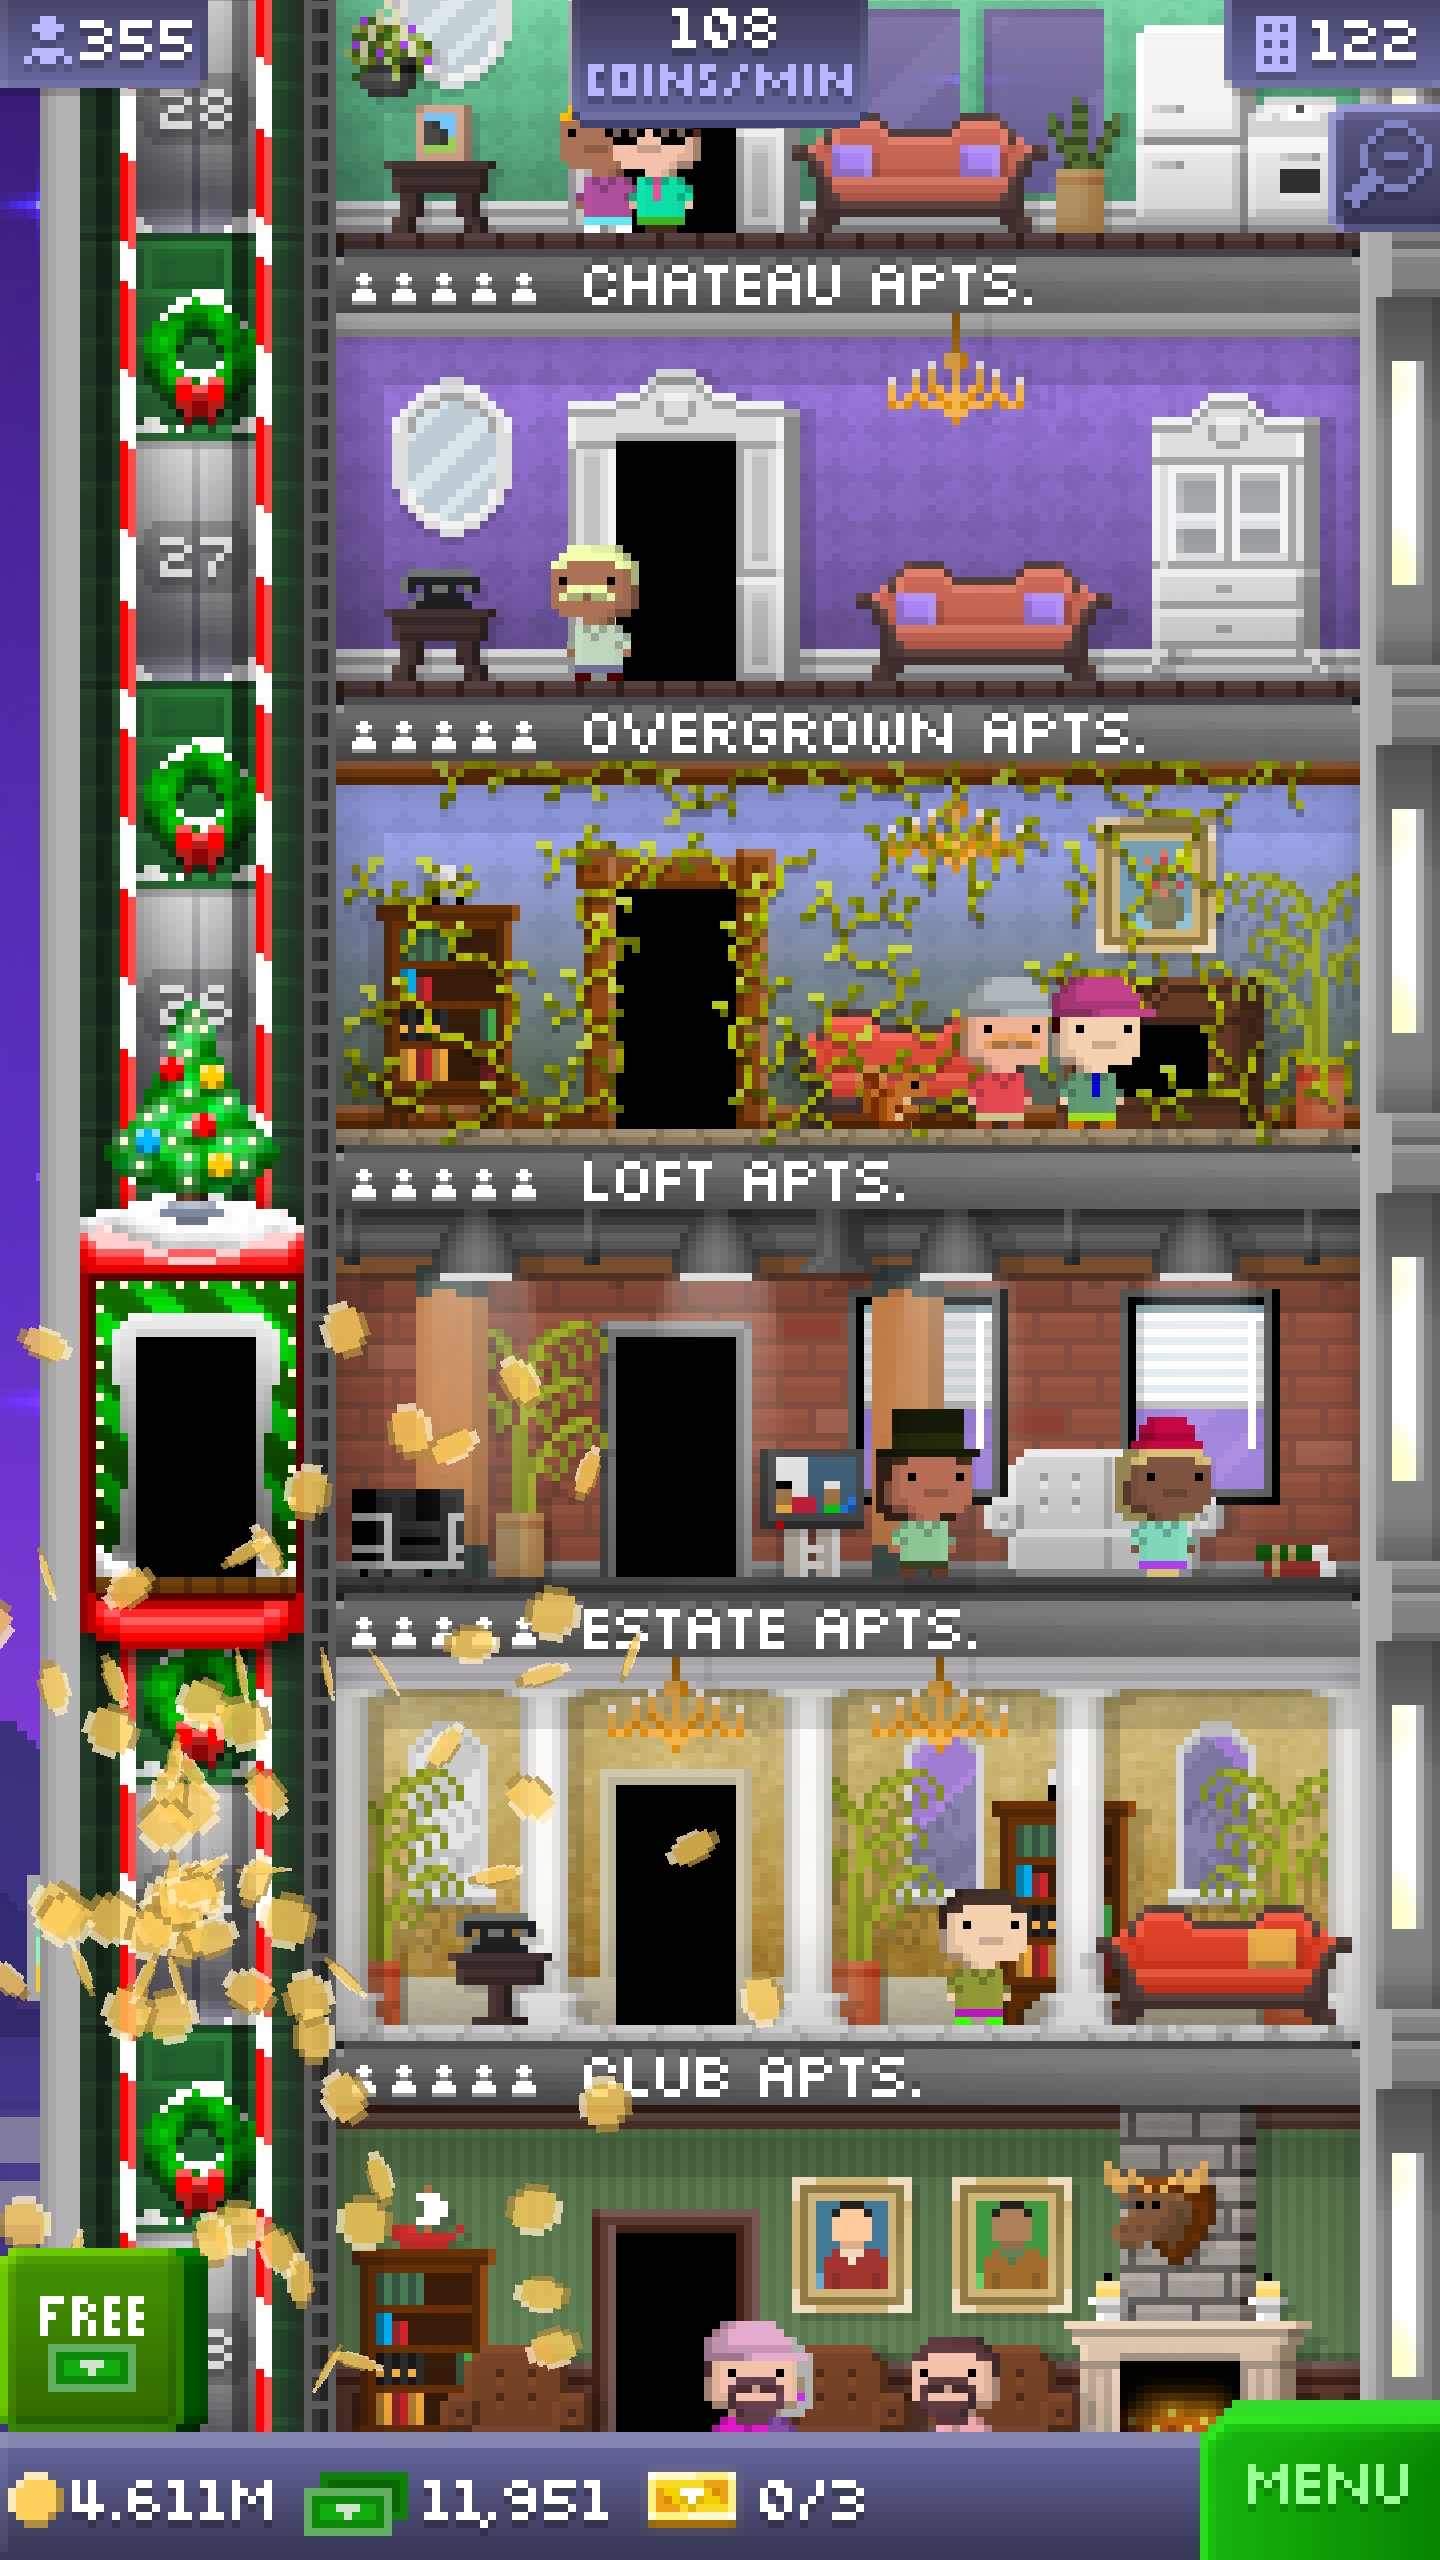 355
108
COINS/MIN
122
28
CHATEAU APTS.
27
OVERGROWN APTS.
LOFT APTS.
ESTATE APTS.
CLUB APTS.
FREE
4.611M
11,951
0/3
MENU